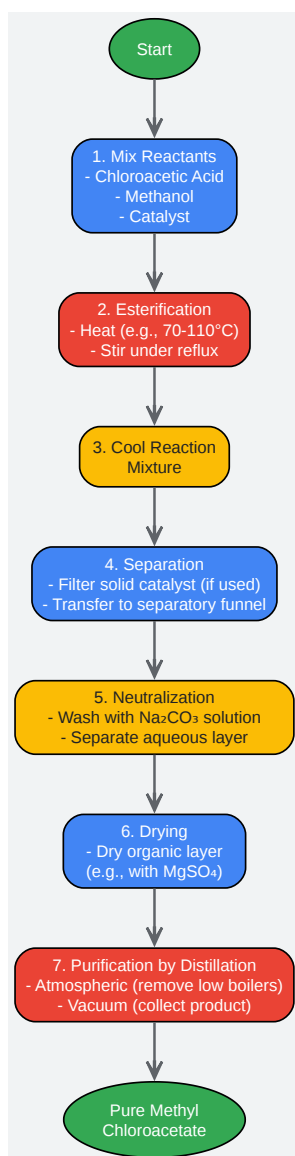 Start
1. Mix Reactants
- Chloroacetic Acid
- Methanol
- Catalyst
2. Esterification
- Heat (e.g., 70-110°C)
- Stir under reflux
3. Cool Reaction
Mixture
4. Separation
- Filter solid catalyst (if used)
- Transfer to separatory funnel
5. Neutralization
- Wash with Na₂CO₃ solution
- Separate aqueous layer
6. Drying
- Dry organic layer
(e.g., with MgSO₄)
7. Purification by Distillation
- Atmospheric (remove low boilers)
- Vacuum (collect product)
Pure Methyl
Chloroacetate